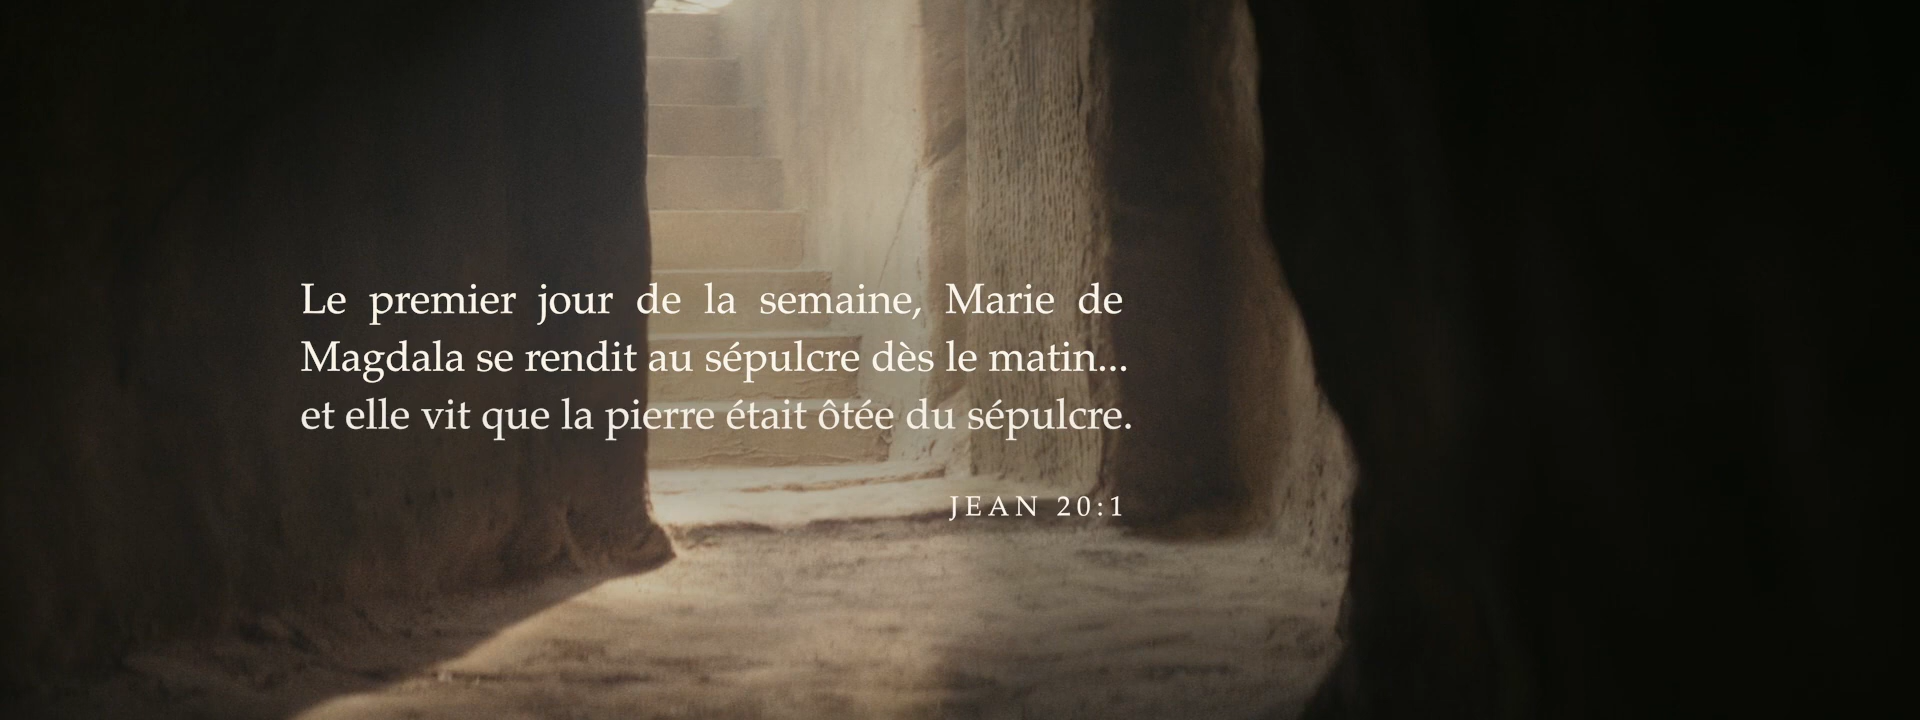 Le premier jour de la semaine, Marie de
Magdala se rendit au sépulcre dès le matin...
et elle vit que la pierre était ôtée du sépulcre.
JEAN 20:1